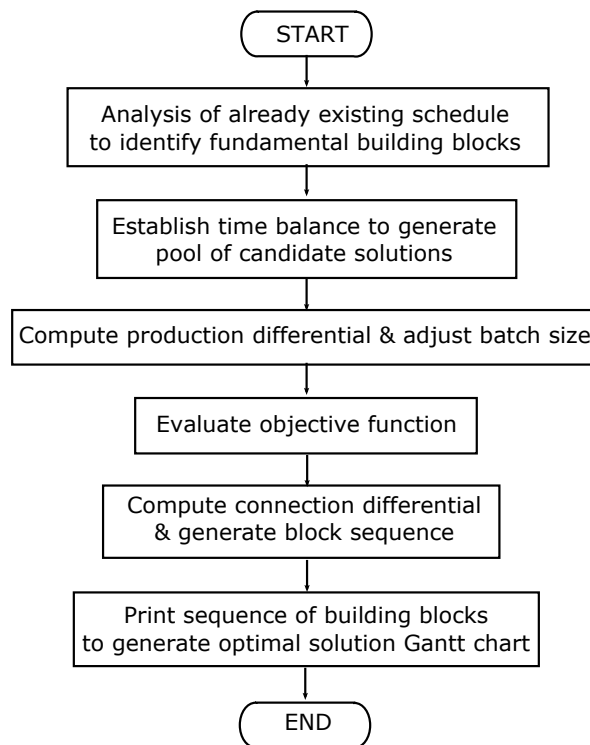 START
Analysis of already existing schedule
to identify fundamental building blocks
Establish time balance to generate
pool of candidate solutions
Compute production differential & adjust batch size
Evaluate objective function
Compute connection differential
& generate block sequence
Print sequence of building blocks
to generate optimal solution Gantt chart
END